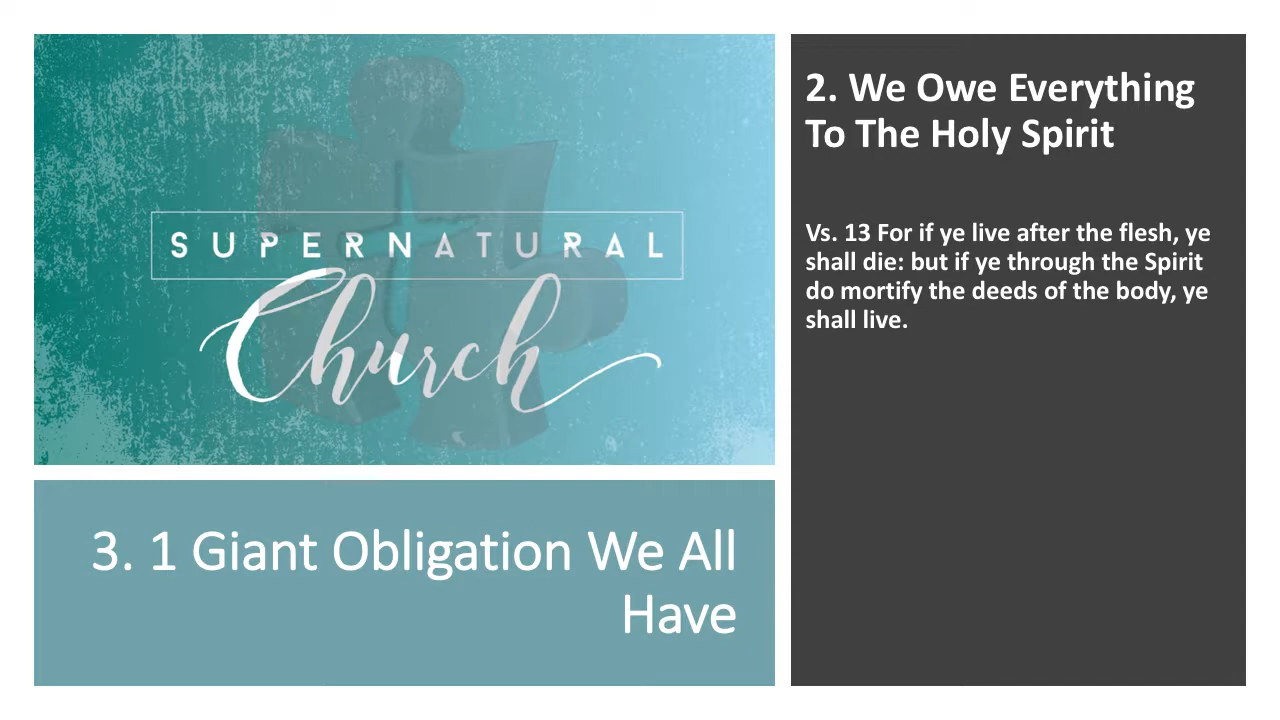 SUPERNATURAL
Church
3. 1 Giant Obligation We All
Have
2. We Owe Everything
To The Holy Spirit
Vs. 13 For if ye live after the flesh, ye
shall die: but if ye through the Spirit
do mortify the deeds of the body, ye
shall live.